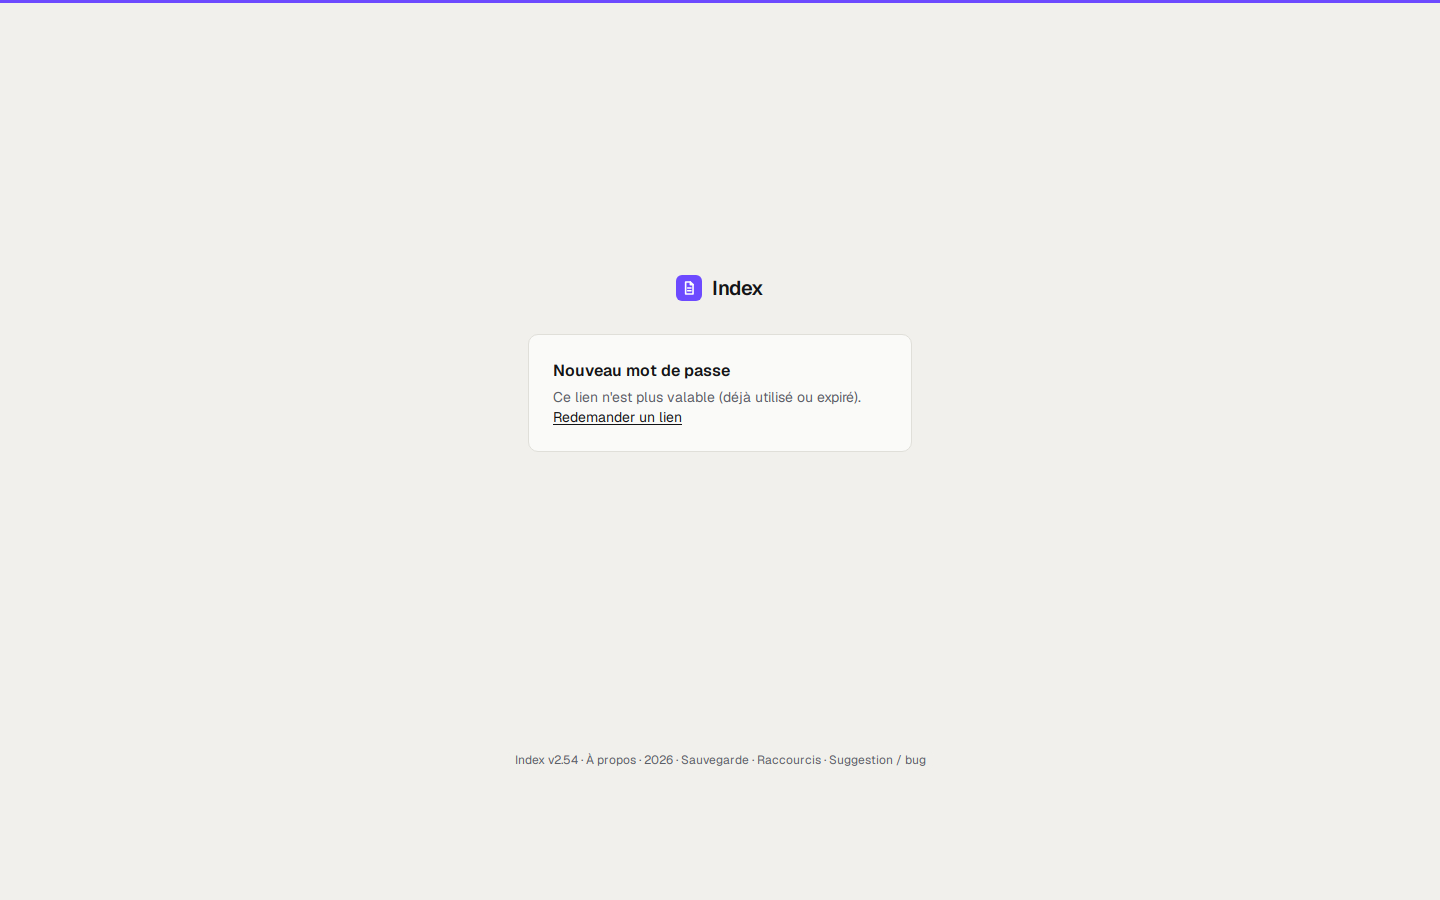 Index
Nouveau mot de passe
Ce lien n'est plus valable (déjà utilisé ou expiré).
Redemander un lien
Index v2.54 · À propos · 2026 · Sauvegarde · Raccourcis · Suggestion / bug